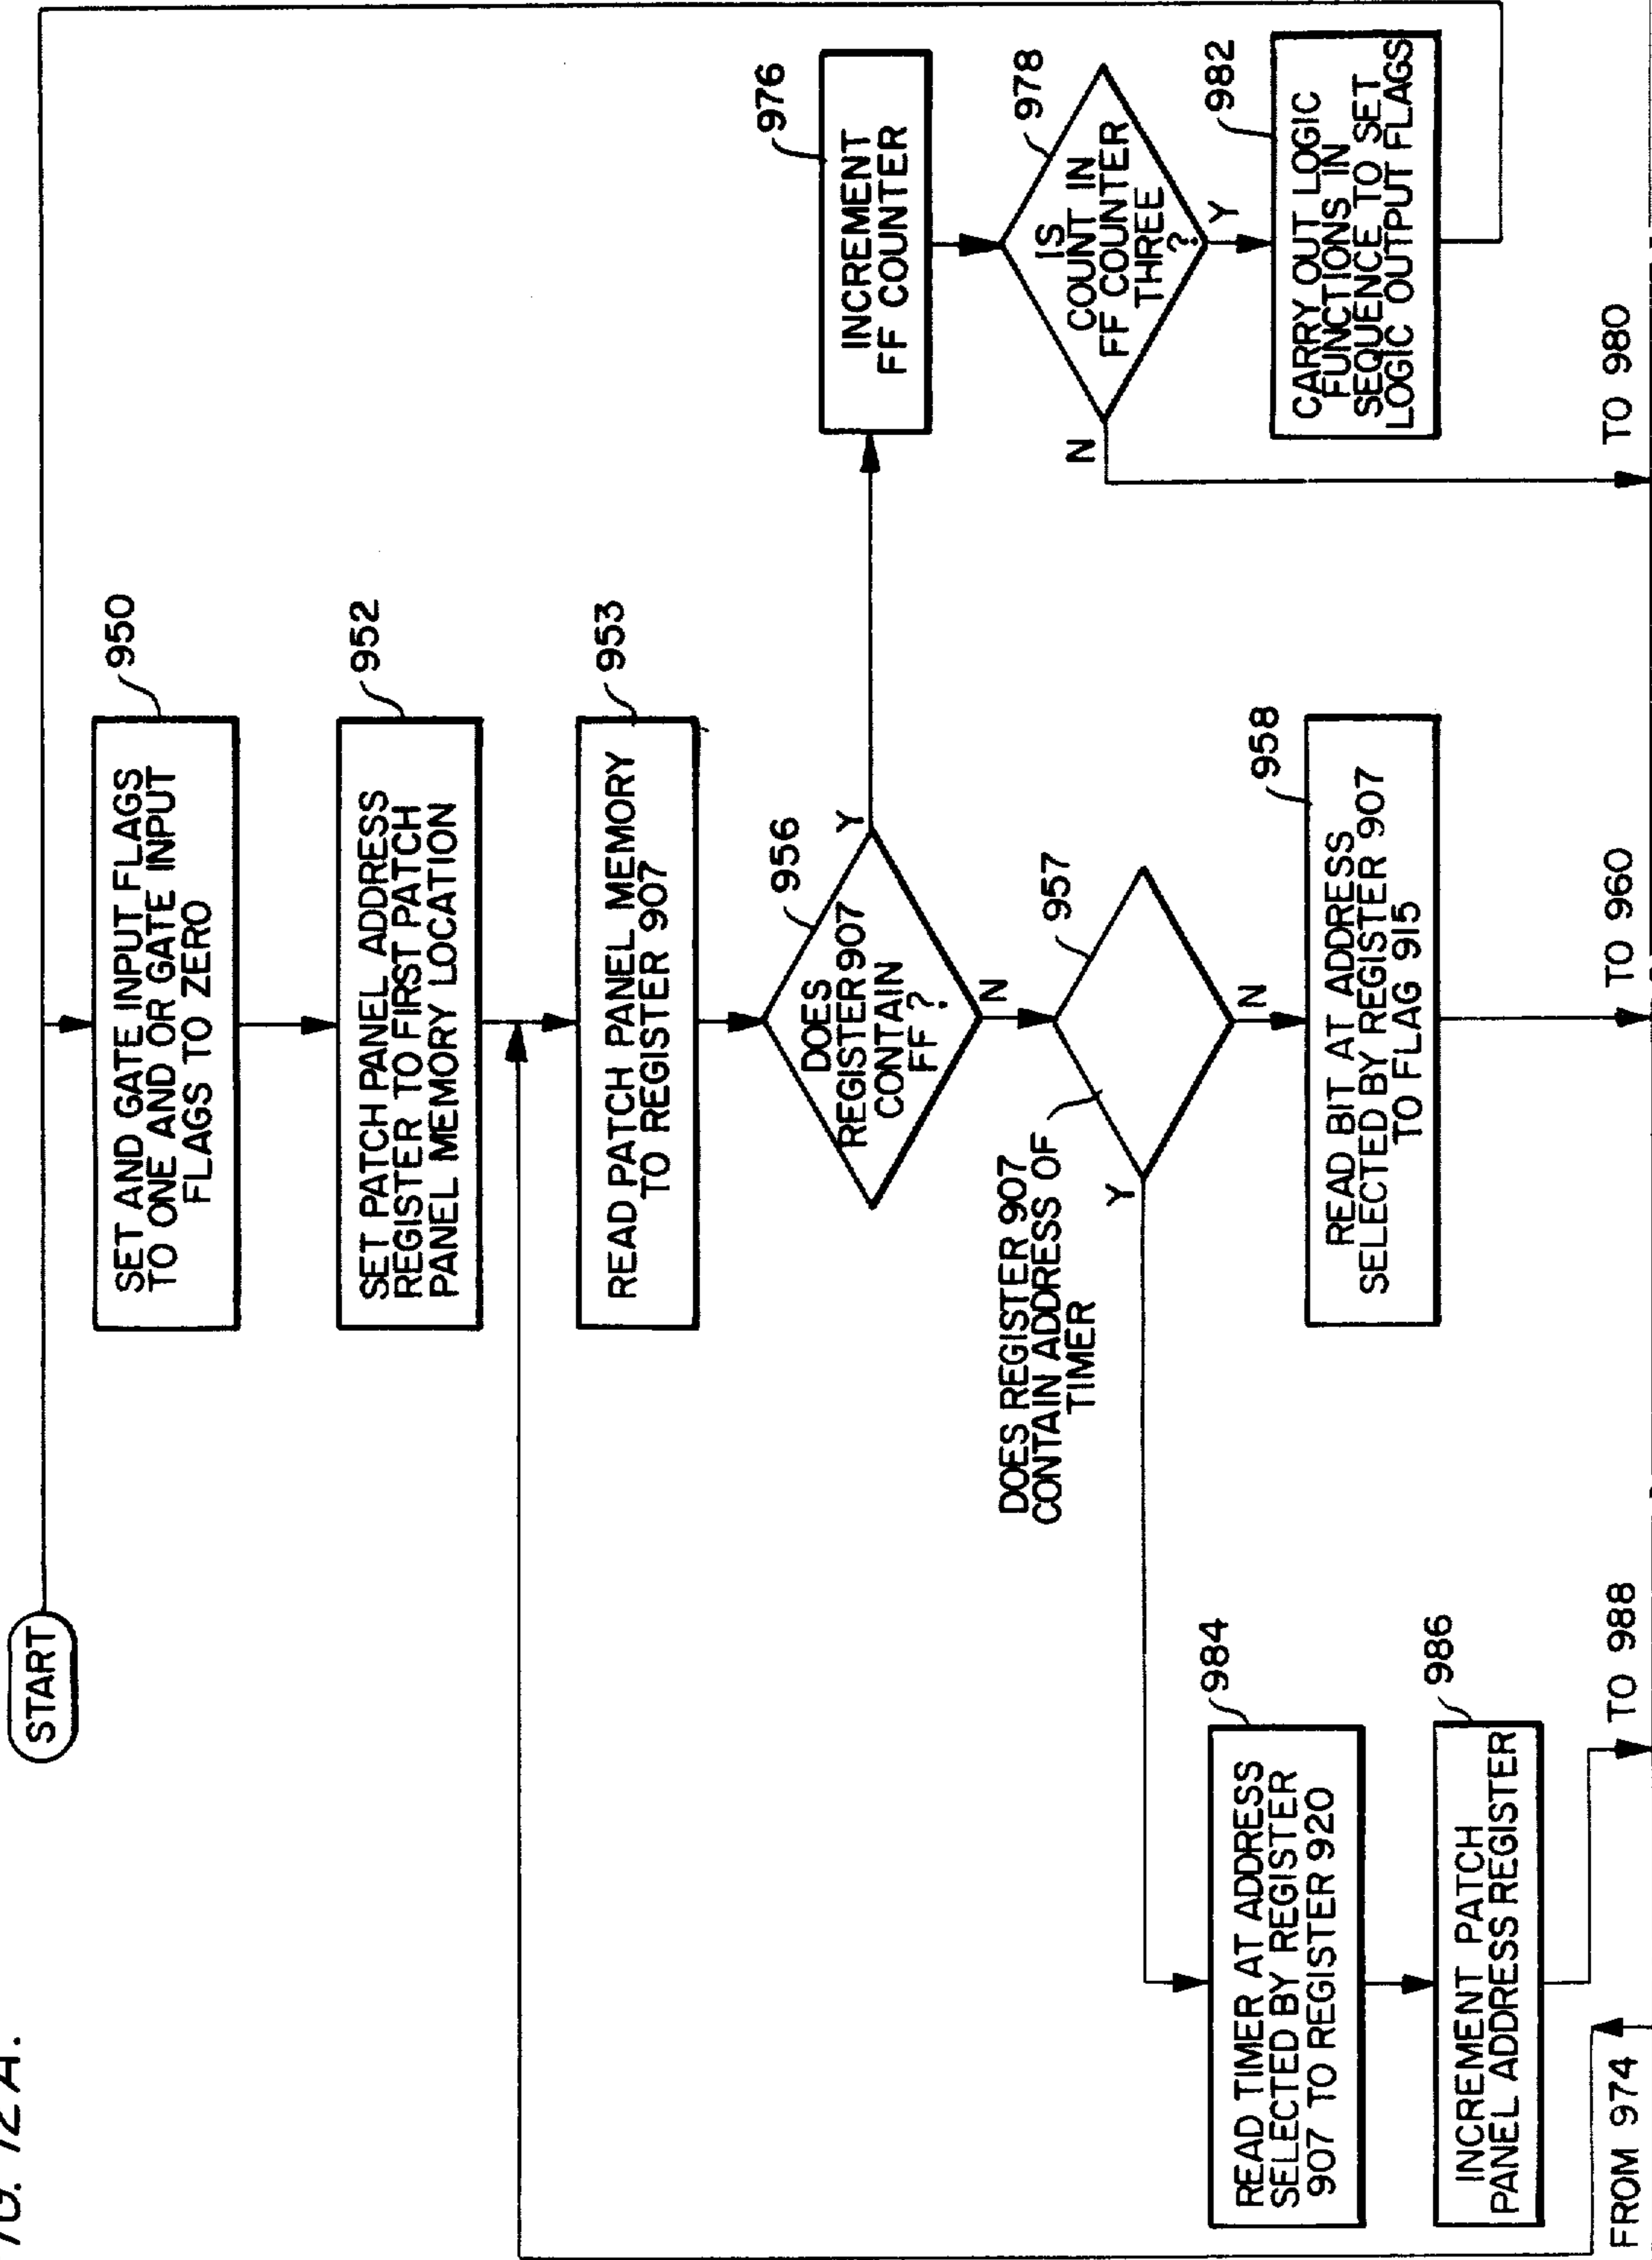 FIG. 12A.
START
SET AND GATE INPUT FLAGS
TO ONE AND OR GATE INPUT
FLAGS TO ZERO
950
SET PATCH PANEL ADDRESS
REGISTER TO FIRST PATCH
PANEL MEMORY LOCATION
952
READ PATCH PANEL MEMORY
TO REGISTER 907
953
DOES
REGISTER 907
CONTAIN
FF ?
956
Y
N
INCREMENT
FF COUNTER
976
IS
COUNT IN
FF COUNTER
THREE
?
978
N
Y
CARRY OUT LOGIC
FUNCTIONS IN
SEQUENCE TO SET
LOGIC OUTPUT FLAGS
982
TO 980
DOES REGISTER 907
CONTAIN ADDRESS OF
TIMER
957
Y
N
READ BIT AT ADDRESS
SELECTED BY REGISTER 907
TO FLAG 915
958
TO 960
READ TIMER AT ADDRESS
SELECTED BY REGISTER
907 TO REGISTER 920
984
INCREMENT PATCH
PANEL ADDRESS REGISTER
986
TO 988
FROM 974